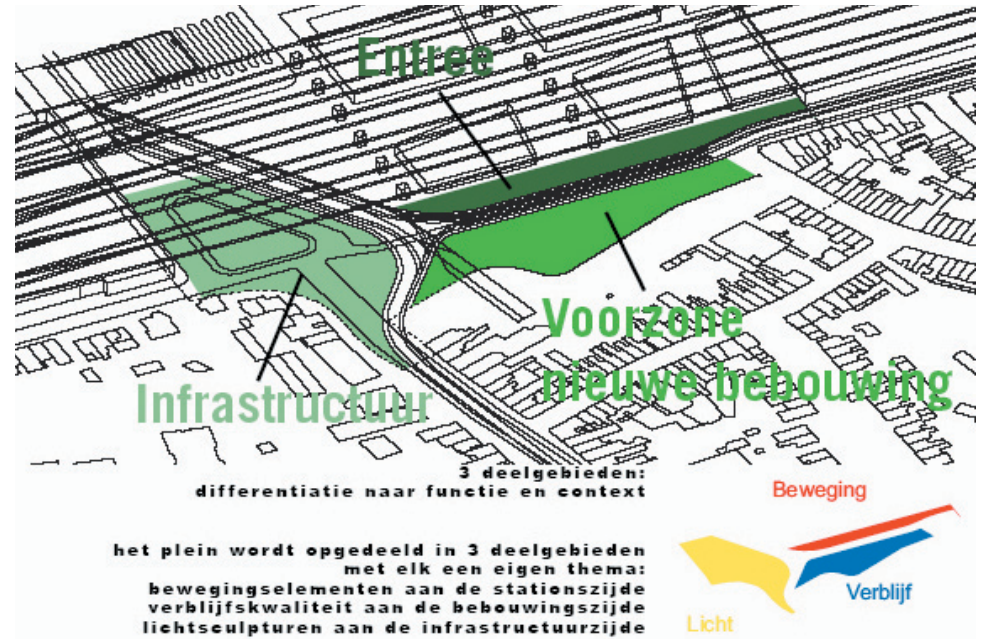 Entree
Voorzone
nieuwe bebouwing
Infrastructuur
3 deelgebieden:
differentiatie naar functie en context
het plein wordt opgedeeld in 3 deelgebieden
met elk een eigen thema:
bewegingselementen aan de stationszijde
verblijfskwaliteit aan de bebouwingszijde
lichtsculpturen aan de infrastructuurzijde
Beweging
Verblijf
Licht